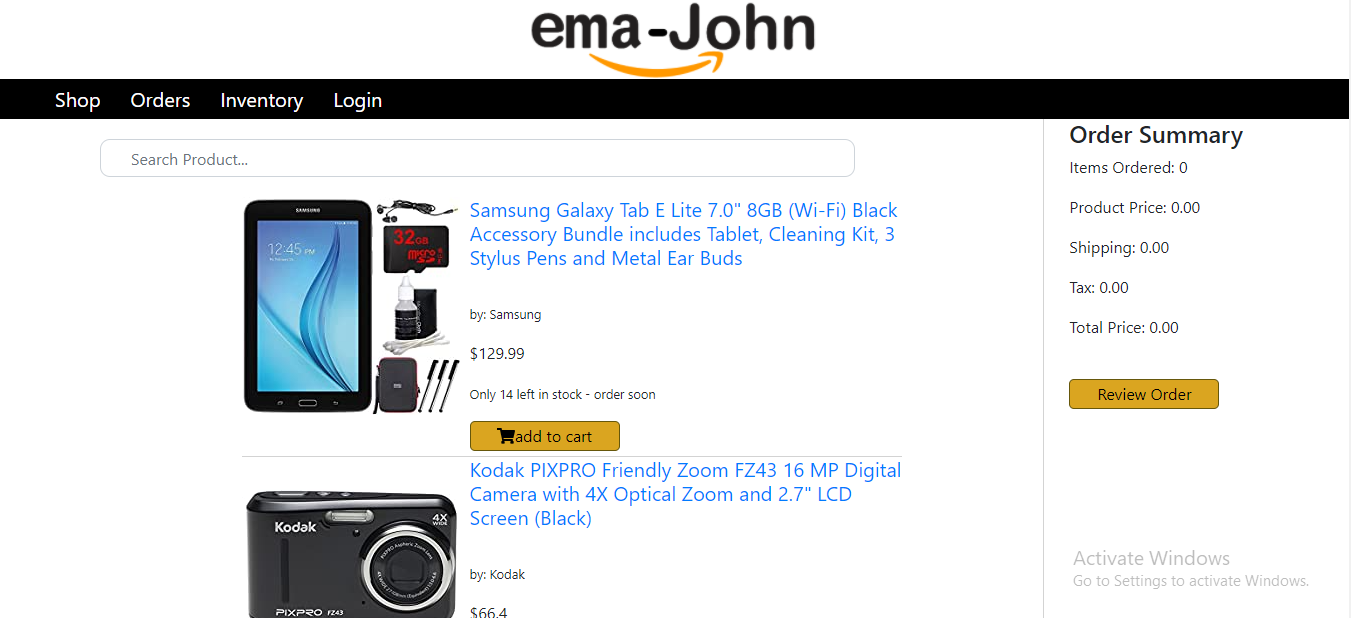 ema-John
Shop Orders Inventory Login
Search Product...
SAMSUNG
12:45 PM
32GB
micro
Samsung Galaxy Tab E Lite 7.0" 8GB (Wi-Fi) Black
Accessory Bundle includes Tablet, Cleaning Kit, 3
Stylus Pens and Metal Ear Buds
by: Samsung
$129.99
Only 14 left in stock - order soon
add to cart
Kodak
4X
WIDE
PIXPRO FZ43
Kodak PIXPRO Friendly Zoom FZ43 16 MP Digital
Camera with 4X Optical Zoom and 2.7" LCD
Screen (Black)
by: Kodak
$66.4
Order Summary
Items Ordered: 0
Product Price: 0.00
Shipping: 0.00
Tax: 0.00
Total Price: 0.00
Review Order
Activate Windows
Go to Settings to activate Windows.